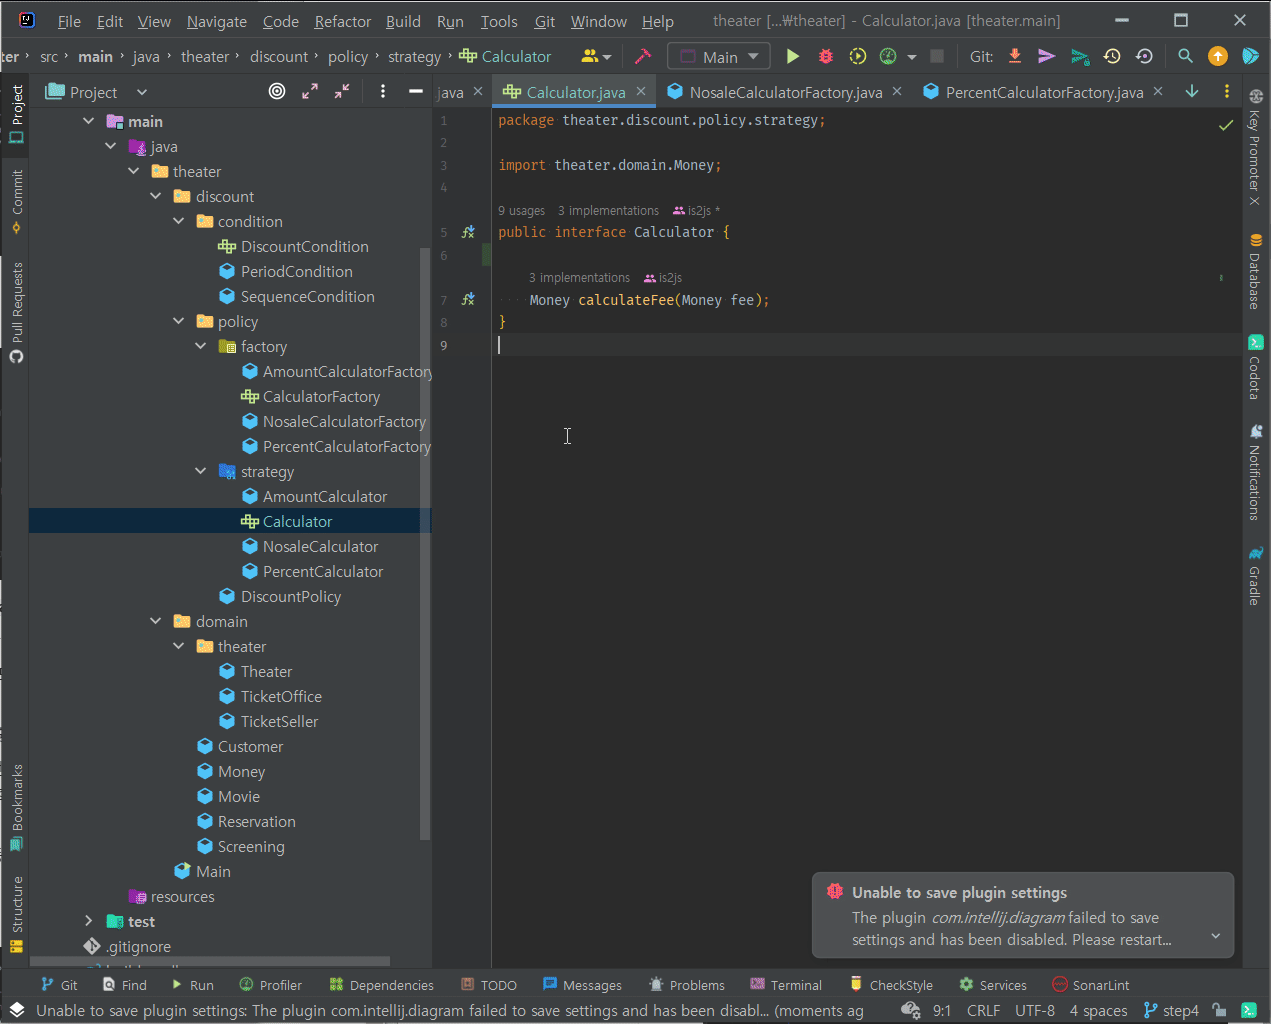 File Edit View Navigate Code Refactor Build Run Tools Git Window Help theater [...₩theater] - Calculator.java [theater.main]
ter › src › main › java › theater › discount › policy › strategy › Calculator Main Git:
Project
java Calculator.java NosaleCalculatorFactory.java PercentCalculatorFactory.java
Project
Commit
Pull Requests
Bookmarks
Structure
main
java
theater
discount
condition
DiscountCondition
PeriodCondition
SequenceCondition
policy
factory
AmountCalculatorFactory
CalculatorFactory
NosaleCalculatorFactory
PercentCalculatorFactory
strategy
AmountCalculator
Calculator
NosaleCalculator
PercentCalculator
DiscountPolicy
domain
theater
Theater
TicketOffice
TicketSeller
Customer
Money
Movie
Reservation
Screening
Main
resources
test
.gitignore
1 package theater.discount.policy.strategy;
2
3 import theater.domain.Money;
4
9 usages 3 implementations is2js *
5 public interface Calculator {
6
3 implementations is2js
7 Money calculateFee(Money fee);
8 }
9
Key Promoter X
Database
Codota
Notifications
Gradle
Unable to save plugin settings
The plugin com.intellij.diagram failed to save
settings and has been disabled. Please restart...
Git Find Run Profiler Dependencies TODO Messages Problems Terminal CheckStyle Services SonarLint
Unable to save plugin settings: The plugin com.intellij.diagram failed to save settings and has been disabl... (moments ag 9:1 CRLF UTF-8 4 spaces step4